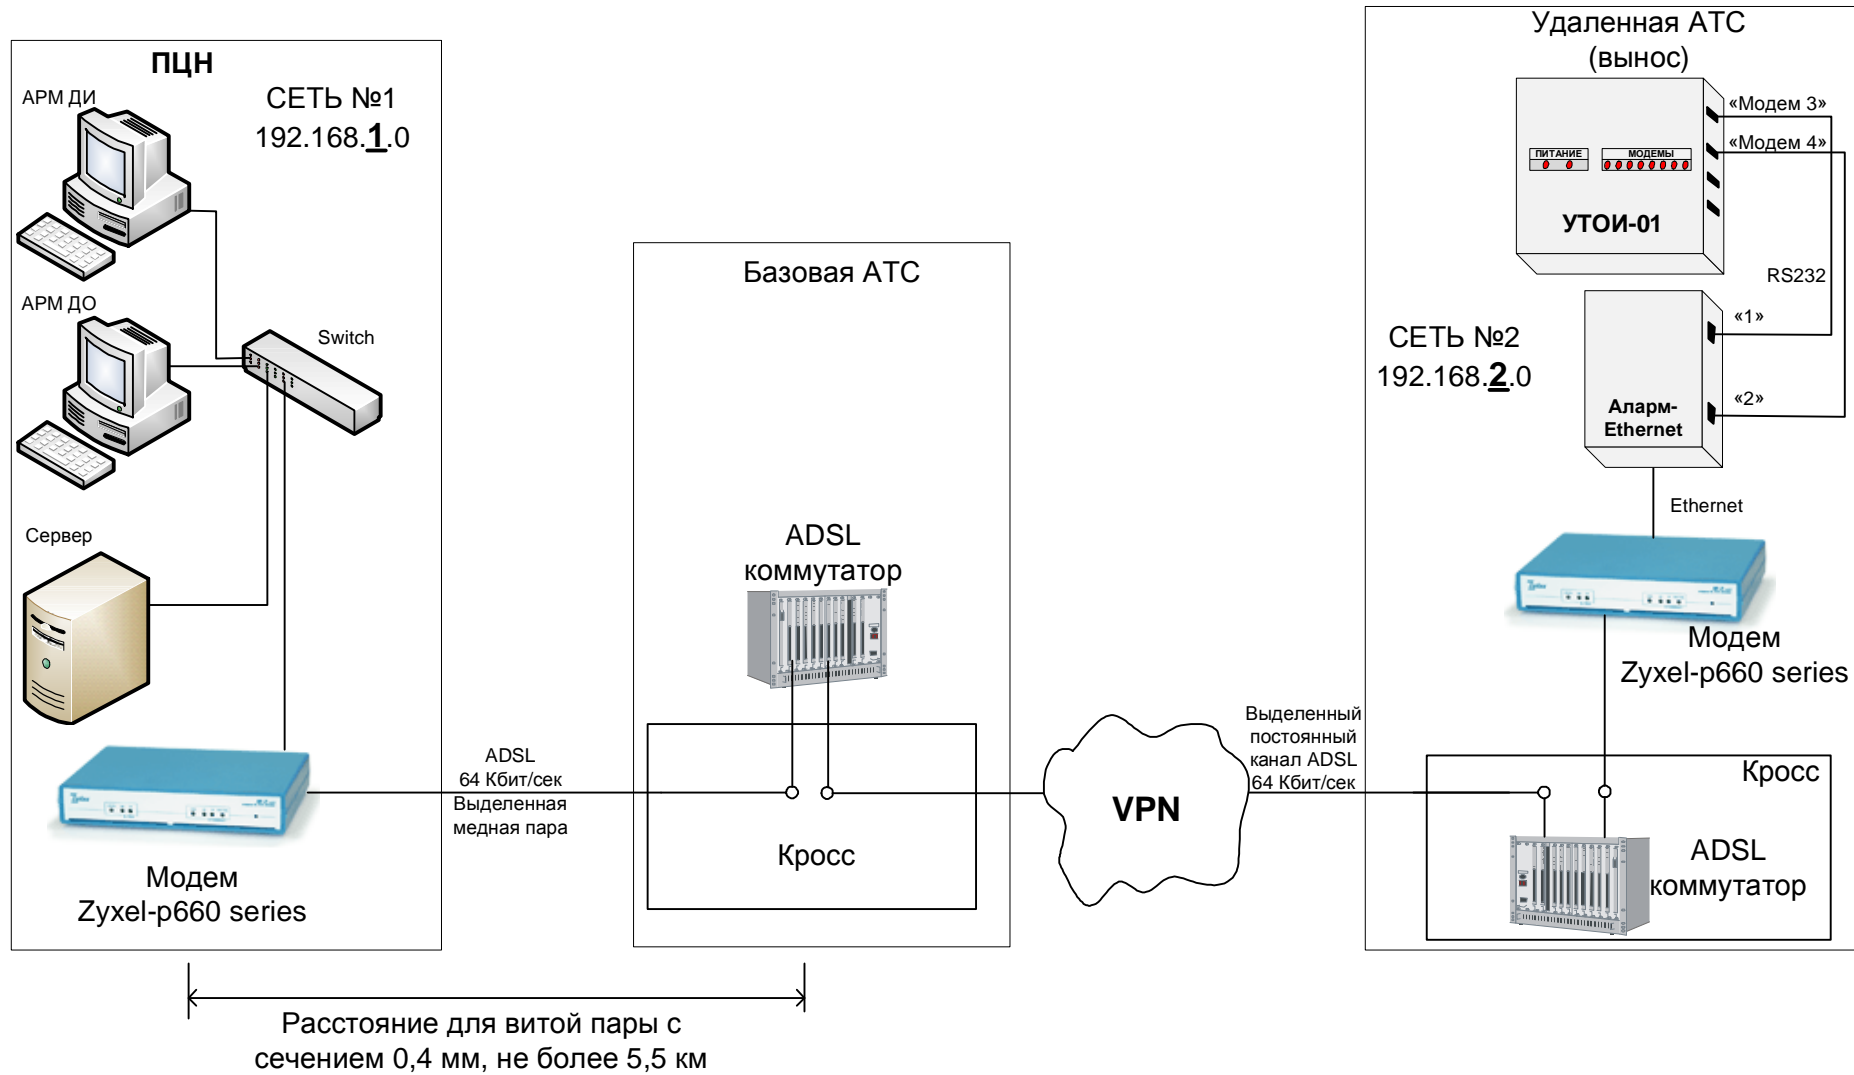 ПЦН
АРМ ДИ
СЕТЬ №1
192.168.1.0
АРМ ДО
Switch
Сервер
Модем
Zyxel-p660 series
ADSL
64 Кбит/сек
Выделенная
медная пара
Базовая АТС
ADSL
коммутатор
Кросс
VPN
Выделенный
постоянный
канал ADSL
64 Кбит/сек
Удаленная АТС
(вынос)
«Модем 3»
«Модем 4»
ПИТАНИЕ
МОДЕМЫ
УТОИ-01
RS232
СЕТЬ №2
192.168.2.0
«1»
«2»
Аларм-
Ethernet
Ethernet
Модем
Zyxel-p660 series
Кросс
ADSL
коммутатор
Расстояние для витой пары с
сечением 0,4 мм, не более 5,5 км